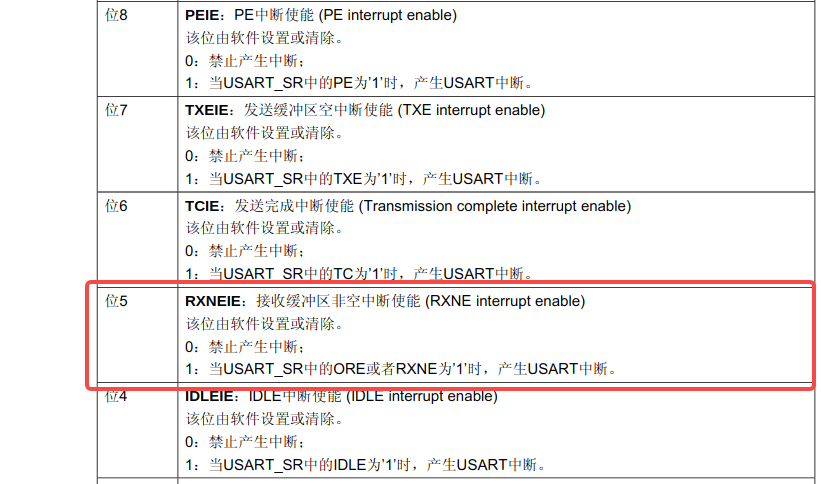 位8
PEIE：PE中断使能 (PE interrupt enable)
该位由软件设置或清除。
0：禁止产生中断；
1：当USART_SR中的PE为'1'时，产生USART中断。
位7
TXEIE：发送缓冲区空中断使能 (TXE interrupt enable)
该位由软件设置或清除。
0：禁止产生中断；
1：当USART_SR中的TXE为'1'时，产生USART中断。
位6
TCIE：发送完成中断使能 (Transmission complete interrupt enable)
该位由软件设置或清除。
0：禁止产生中断；
1：当USART_SR中的TC为'1'时，产生USART中断。
位5
RXNEIE：接收缓冲区非空中断使能 (RXNE interrupt enable)
该位由软件设置或清除。
0：禁止产生中断；
1：当USART_SR中的ORE或者RXNE为'1'时，产生USART中断。
位4
IDLEIE：IDLE中断使能 (IDLE interrupt enable)
该位由软件设置或清除。
0：禁止产生中断；
1：当USART_SR中的IDLE为'1'时，产生USART中断。